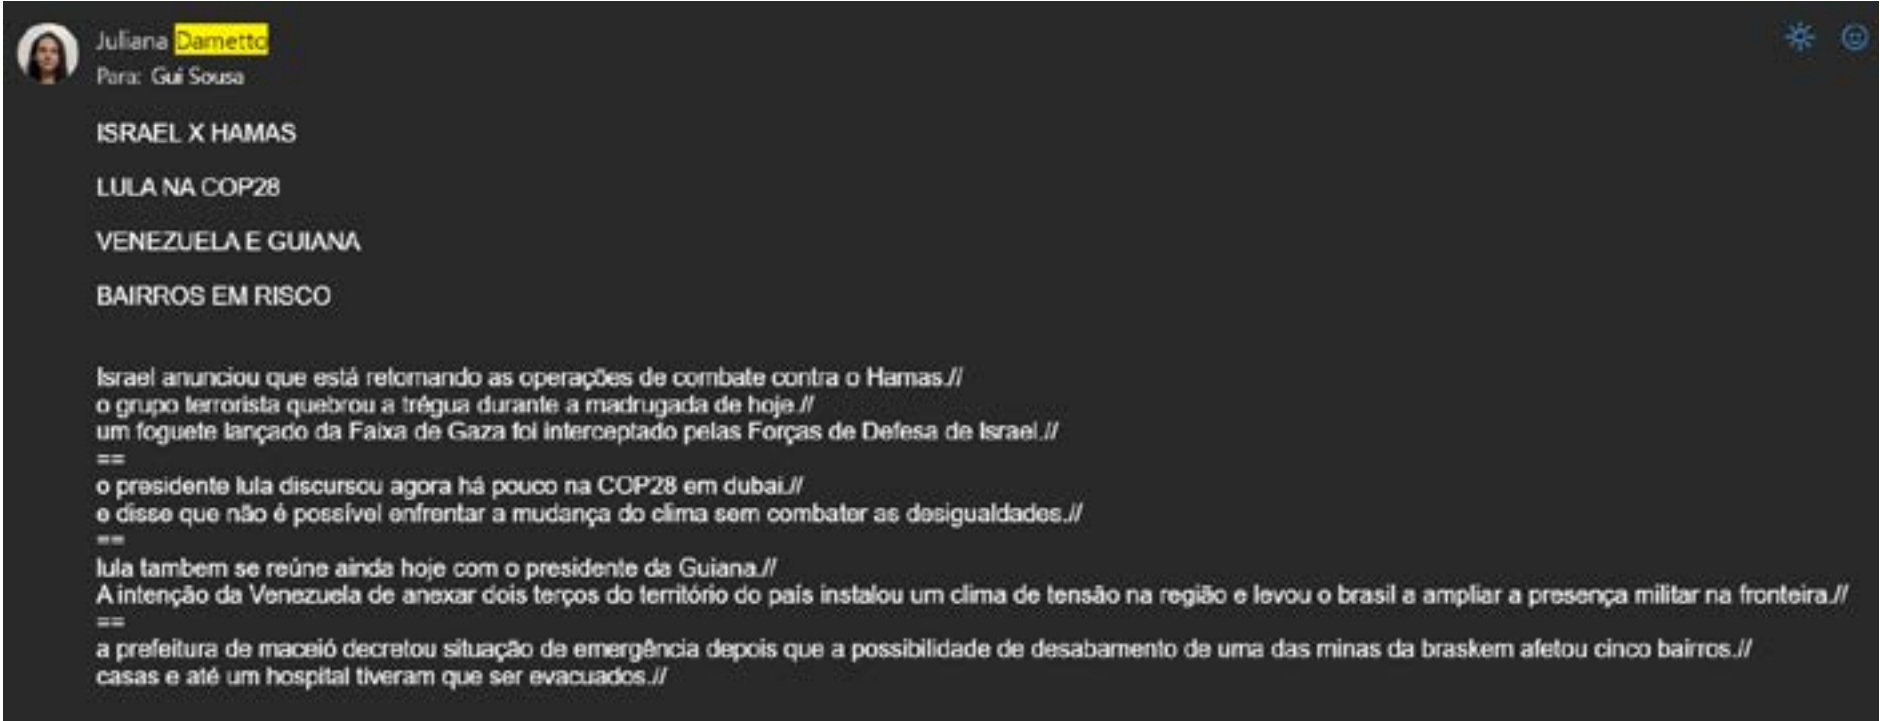 Juliana Dametto
Para: Gui Sousa
ISRAEL X HAMAS
LULA NA COP28
VENEZUELA E GUIANA
BAIRROS EM RISCO
Israel anunciou que está retomando as operações de combate contra o Hamas.//
o grupo terrorista quebrou a trégua durante a madrugada de hoje.//
um foguete lançado da Faixa de Gaza foi interceptado pelas Forças de Defesa de Israel.//
==
o presidente lula discursou agora há pouco na COP28 em dubai.//
e disse que não é possível enfrentar a mudança do clima sem combater as desigualdades.//
==
lula tambem se reúne ainda hoje com o presidente da Guiana.//
A intenção da Venezuela de anexar dois terços do território do país instalou um clima de tensão na região e levou o brasil a ampliar a presença militar na fronteira.//
==
a prefeitura de maceió decretou situação de emergência depois que a possibilidade de desabamento de uma das minas da braskem afetou cinco bairros.//
casas e até um hospital tiveram que ser evacuados.//